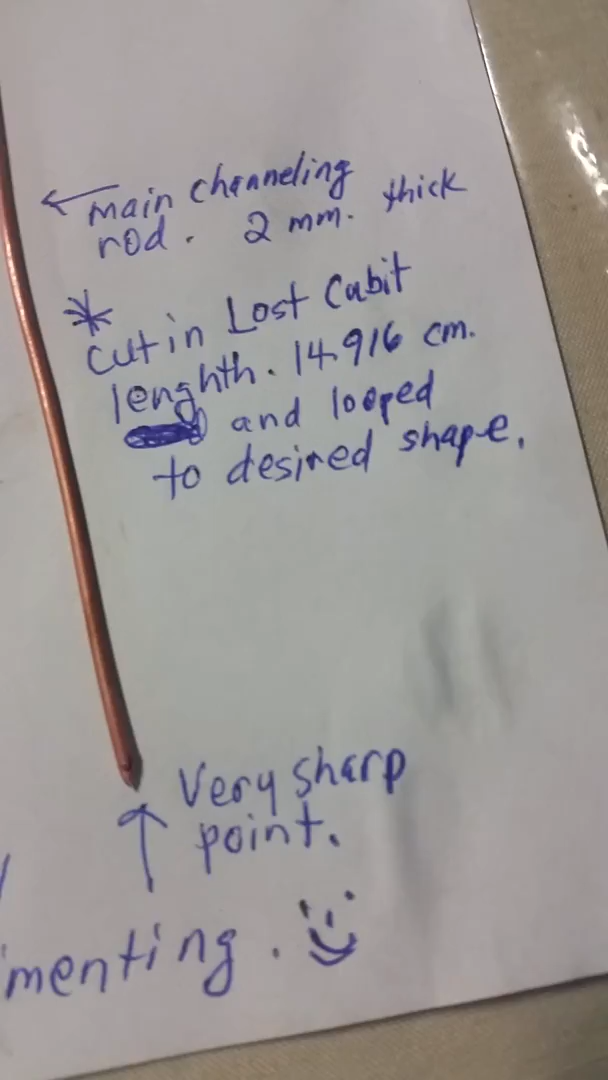 ← main channeling
rod. 2 mm. thick
*
cut in Lost Cubit
lenghth. 14.916 cm.
and looped
to desired shape.
↑ Very sharp
point.
menting.